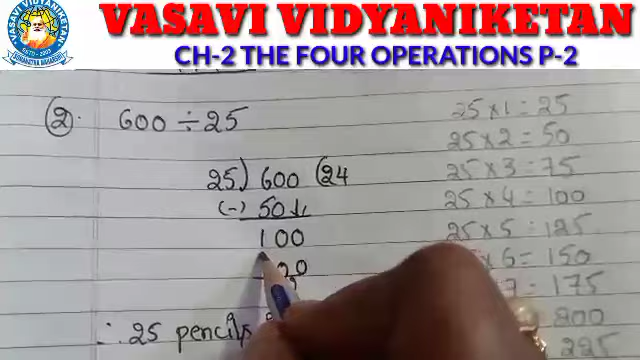 VASAVI VIDYANIKETAN
CH-2 THE FOUR OPERATIONS P-2
② 600 ÷ 25
25) 600 (24
(-) 50↓
100
∴ 25 pencils
25 × 1 = 25
25 × 2 = 50
25 × 3 = 75
25 × 4 = 100
25 × 5 = 125
× 6 = 150
= 175
200
225